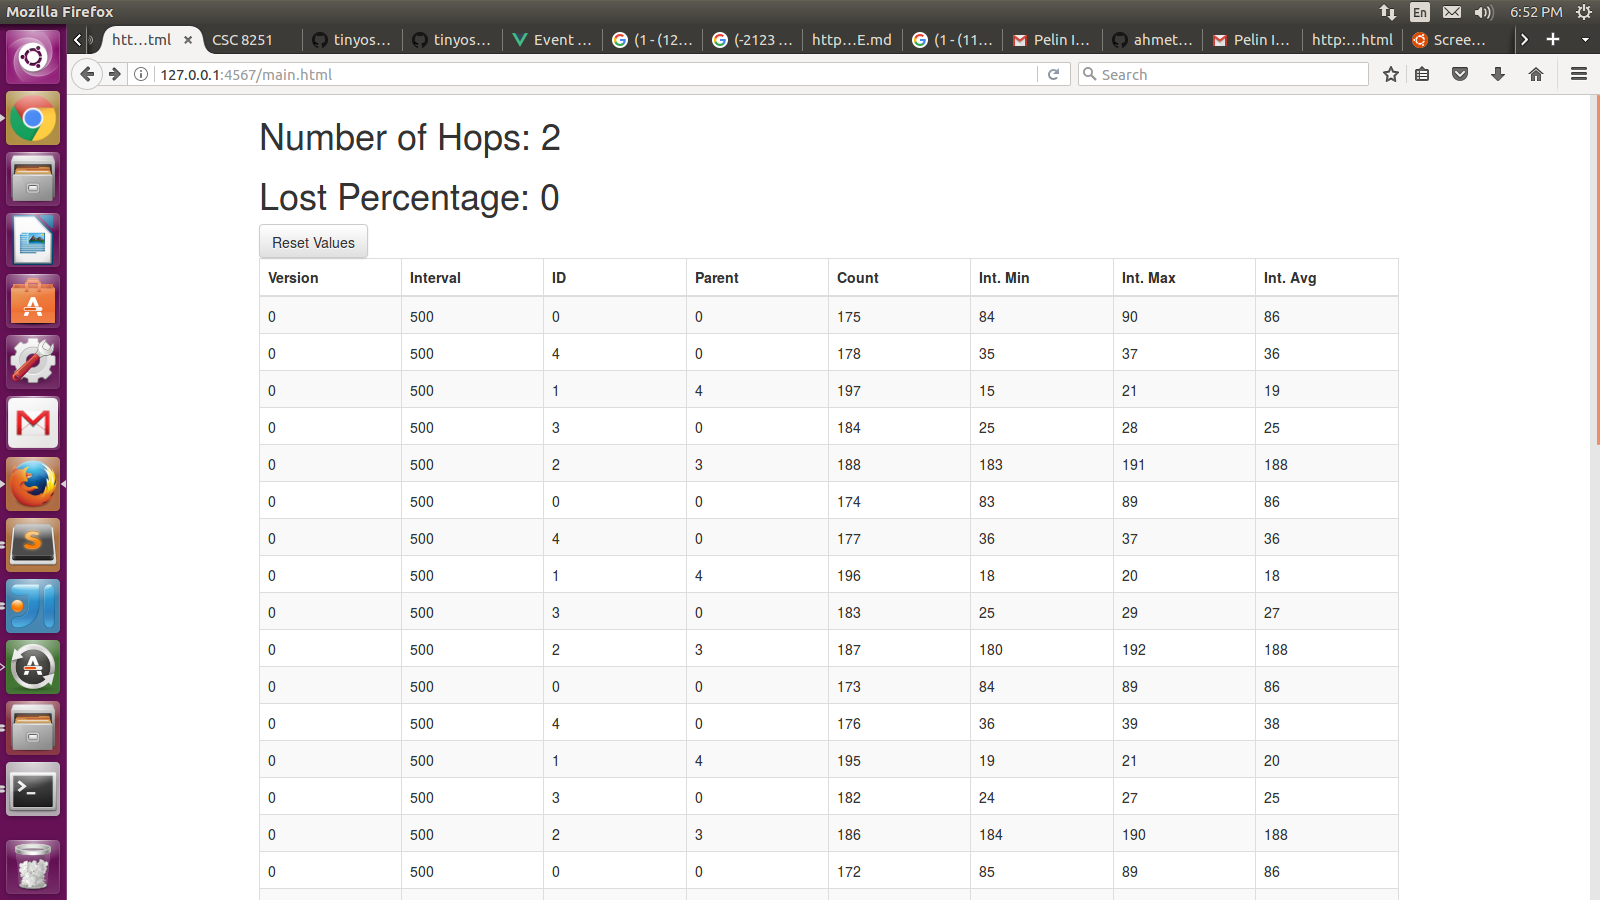 Mozilla Firefox En 6:52 PM
htt...tml CSC 8251 tinyos... tinyos... Event ... (1 - (12... (-2123 ... http...E.md (1 - (11... Pelin I... ahmet... Pelin I... http:...html Scree...
127.0.0.1:4567/main.html Search
Number of Hops: 2
Lost Percentage: 0
Reset Values
Version Interval ID Parent Count Int. Min Int. Max Int. Avg
0 500 0 0 175 84 90 86
0 500 4 0 178 35 37 36
0 500 1 4 197 15 21 19
0 500 3 0 184 25 28 25
0 500 2 3 188 183 191 188
0 500 0 0 174 83 89 86
0 500 4 0 177 36 37 36
0 500 1 4 196 18 20 18
0 500 3 0 183 25 29 27
0 500 2 3 187 180 192 188
0 500 0 0 173 84 89 86
0 500 4 0 176 36 39 38
0 500 1 4 195 19 21 20
0 500 3 0 182 24 27 25
0 500 2 3 186 184 190 188
0 500 0 0 172 85 89 86